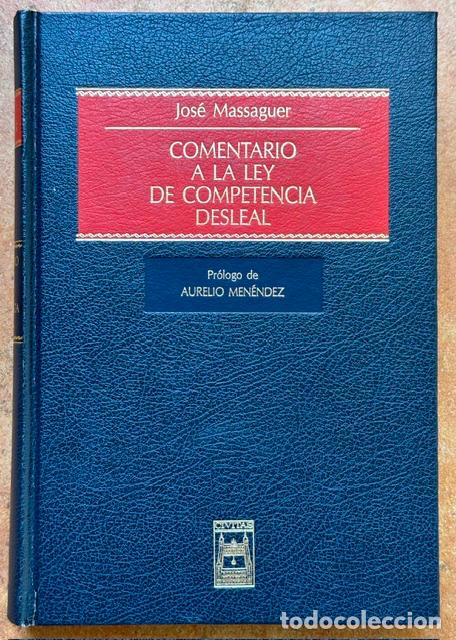 José Massaguer
COMENTARIO
A LA LEY
DE COMPETENCIA
DESLEAL
Prólogo de
AURELIO MENÉNDEZ
CIVITAS
todocoleccion